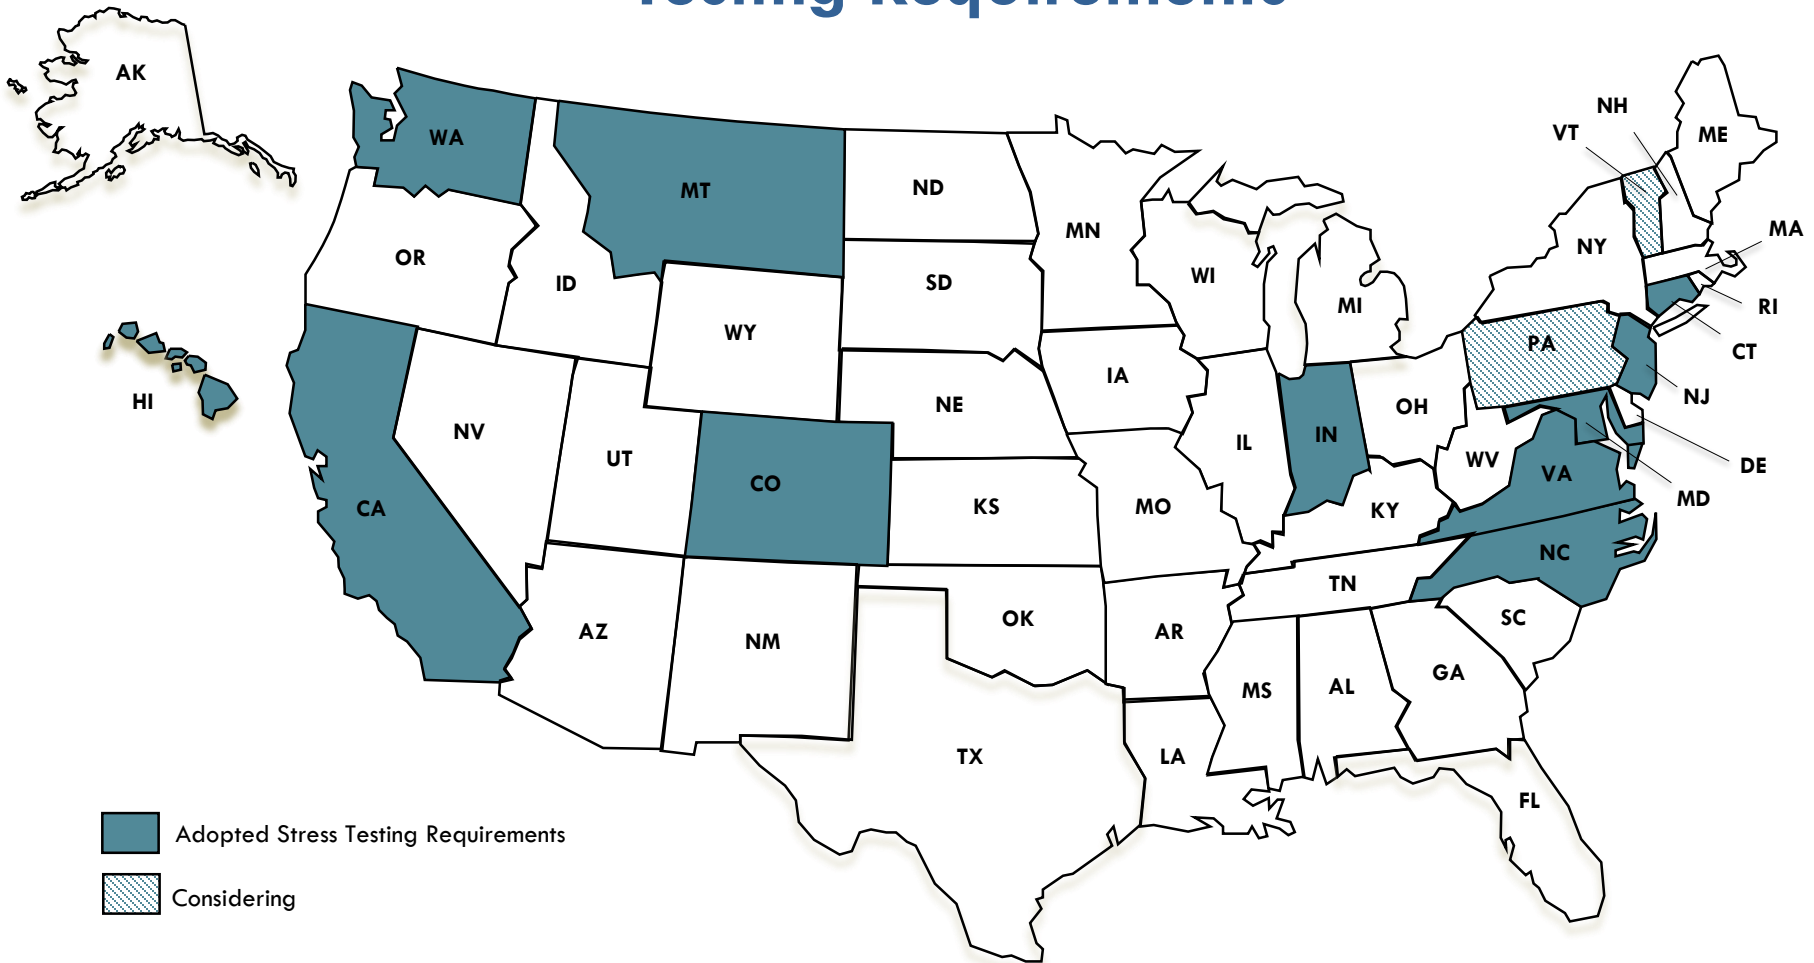 Testing Requirements
AK
NH
VT
ME
WA
MT
ND
MN
MA
NY
OR
ID
SD
WI
MI
RI
WY
PA
CT
IA
NE
NJ
HI
OH
NV
IN
IL
UT
WV
DE
CO
VA
MD
CA
KS
MO
KY
NC
TN
OK
SC
AZ
NM
AR
GA
MS
AL
TX
LA
FL
Adopted Stress Testing Requirements
Considering